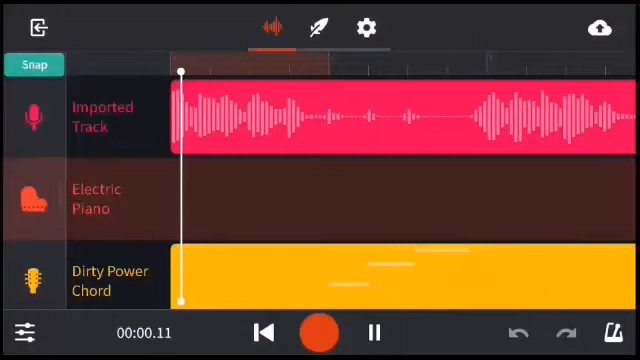 Snap
Imported
Track
Electric
Piano
Dirty Power
Chord
00:00.11